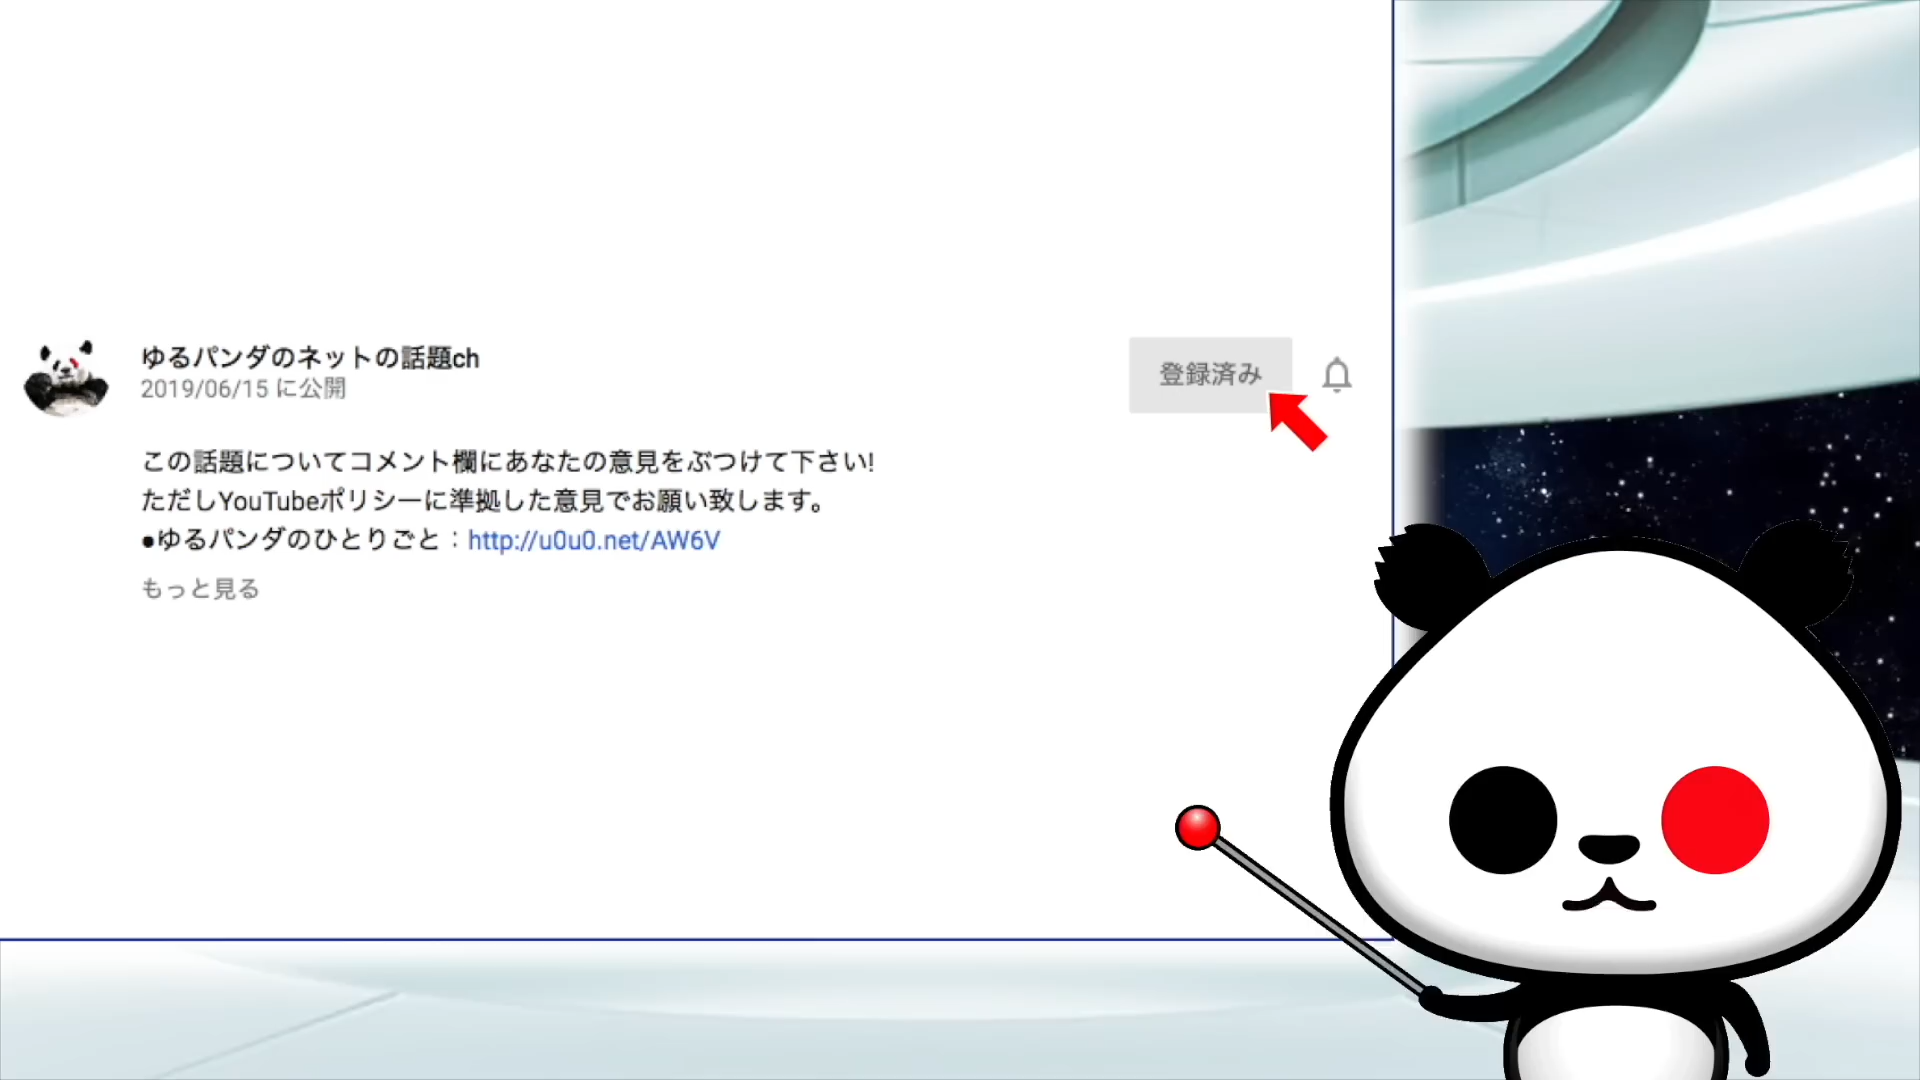 ゆるパンダのネットの話題ch
2019/06/15 に公開
登録済み
この話題についてコメント欄にあなたの意見をぶつけて下さい!
ただしYouTubeポリシーに準拠した意見でお願い致します。
●ゆるパンダのひとりごと：http://u0u0.net/AW6V
もっと見る